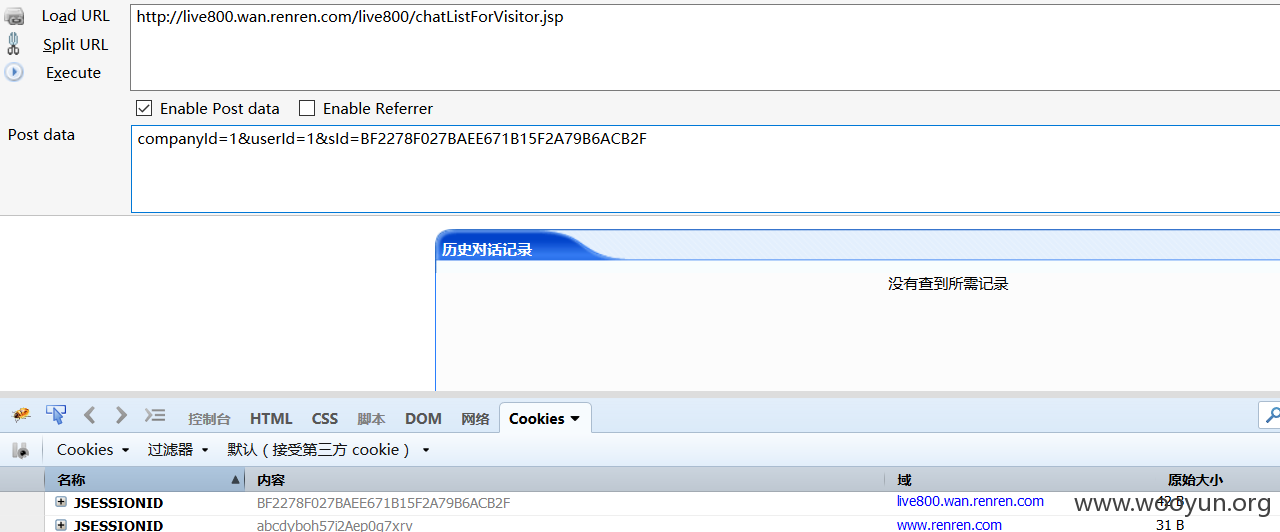 Load URL
http://live800.wan.renren.com/live800/chatListForVisitor.jsp
Split URL
Execute
Enable Post data
Enable Referrer
Post data
companyId=1&userId=1&sId=BF2278F027BAEE671B15F2A79B6ACB2F
历史对话记录
没有查到所需记录
控制台 HTML CSS 脚本 DOM 网络 Cookies
Cookies 过滤器 默认（接受第三方 cookie）
名称 内容 域 原始大小
JSESSIONID BF2278F027BAEE671B15F2A79B6ACB2F live800.wan.renren.com 42 B
www.wooyun.org
JSESSIONID abcdyboh57i2Aep0q7xrv www.renren.com 31 B